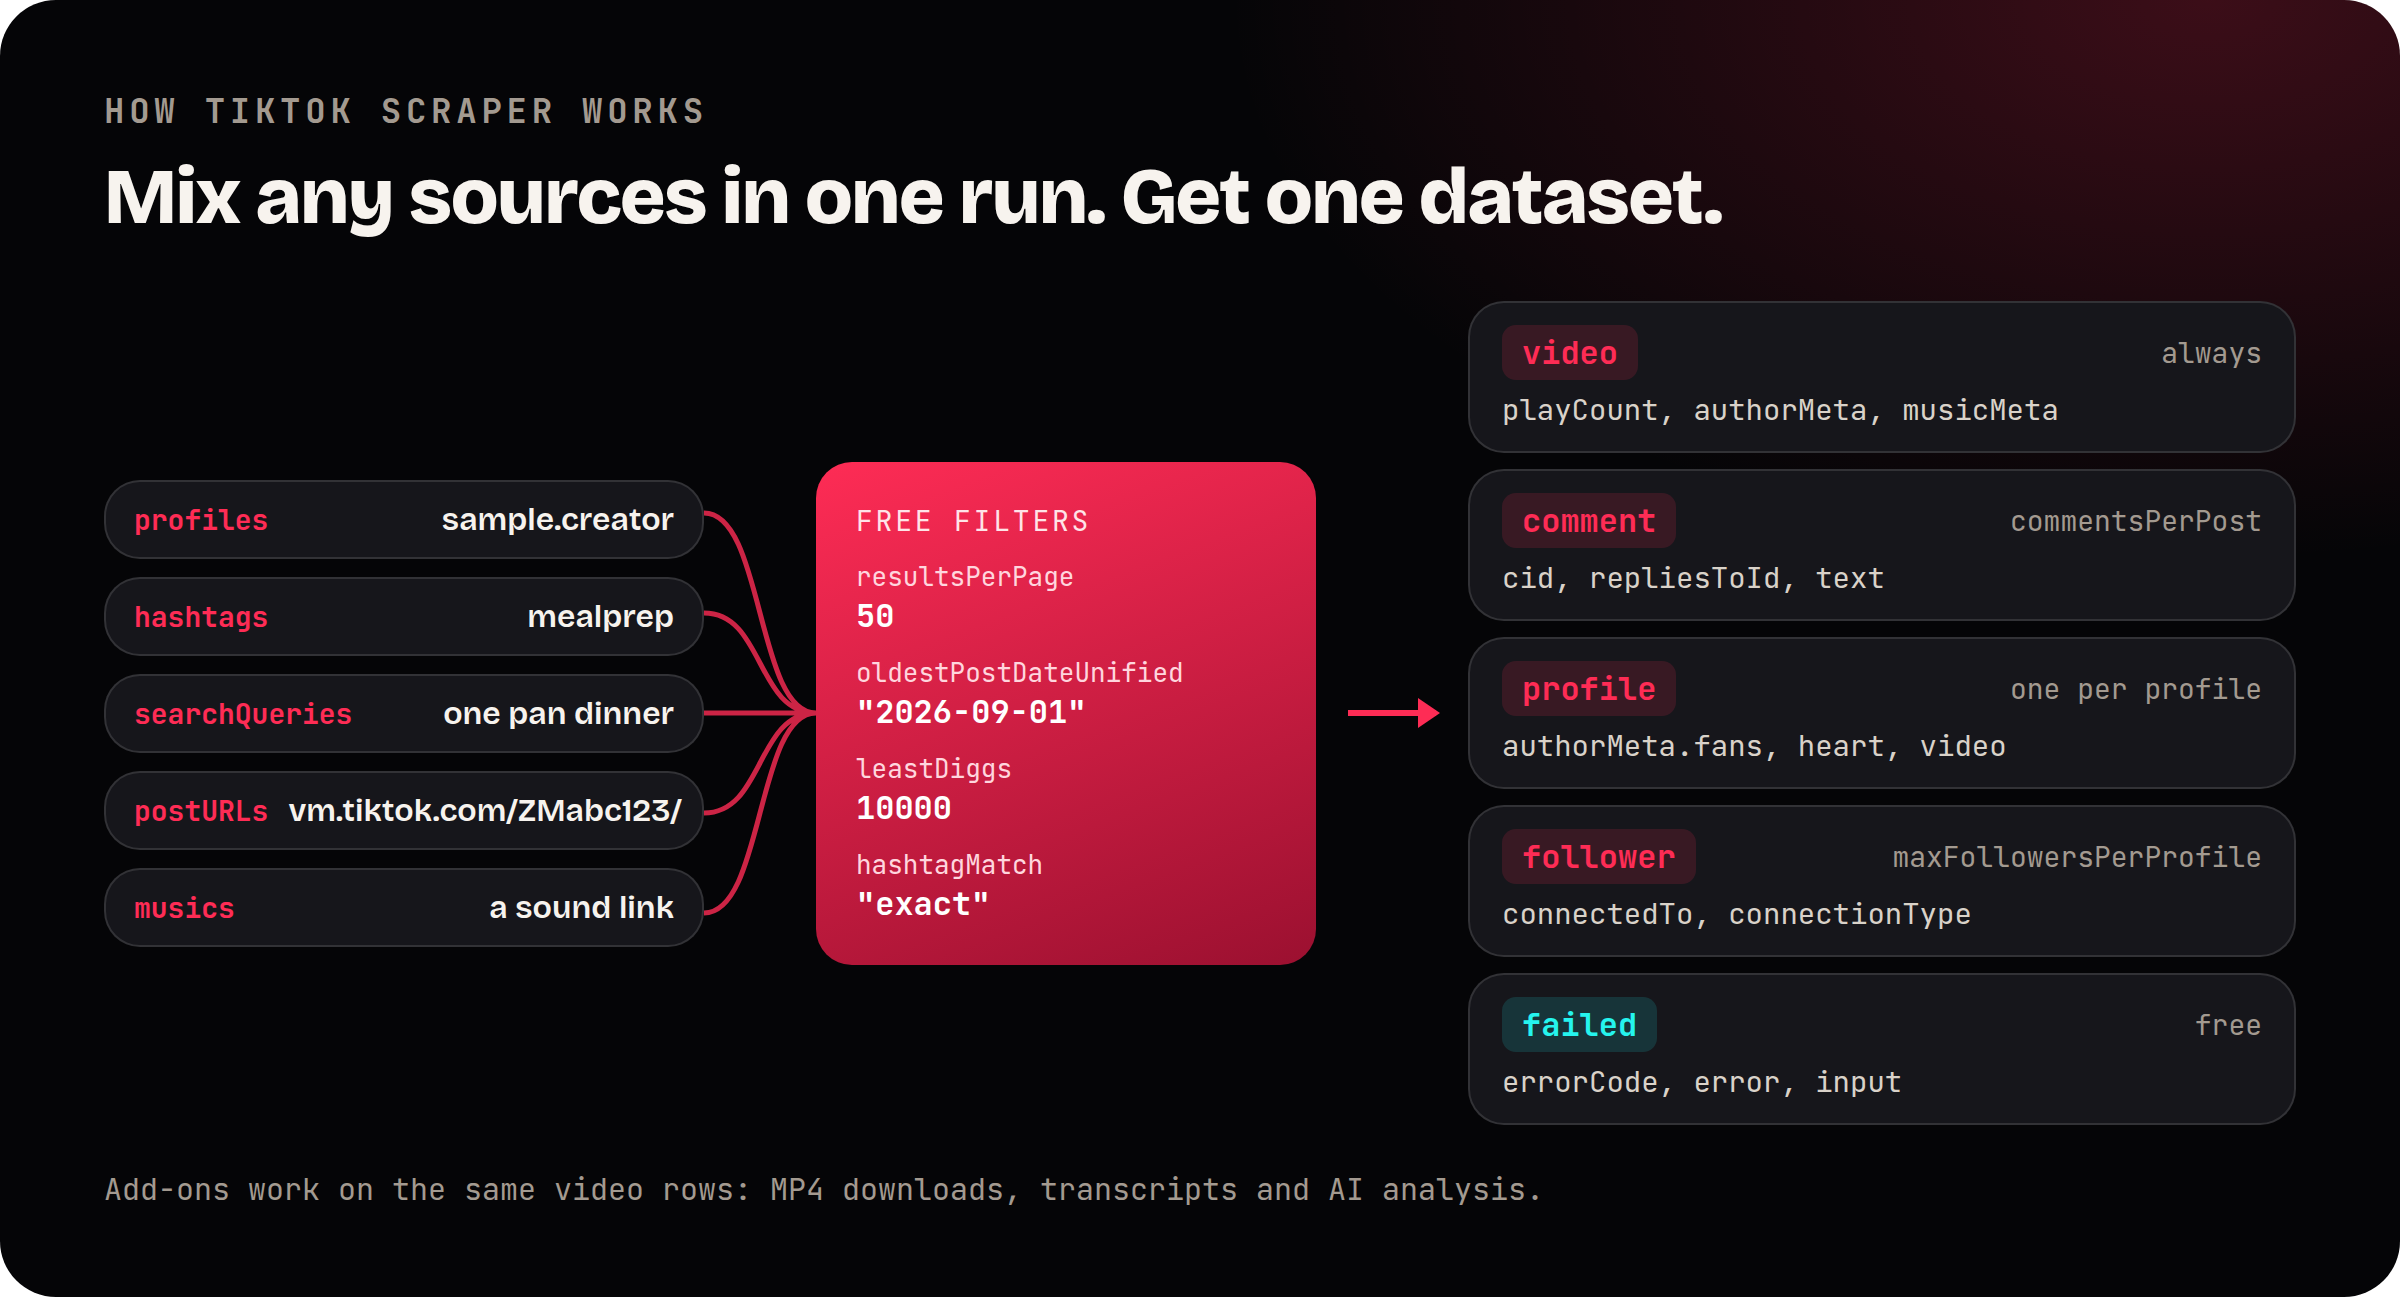 HOW TIKTOK SCRAPER WORKS
Mix any sources in one run. Get one dataset.
profiles sample.creator
hashtags mealprep
searchQueries one pan dinner
postURLs vm.tiktok.com/ZMabc123/
musics a sound link
FREE FILTERS
resultsPerPage
50
oldestPostDateUnified
"2026-09-01"
leastDiggs
10000
hashtagMatch
"exact"
video always
playCount, authorMeta, musicMeta
comment commentsPerPost
cid, repliesToId, text
profile one per profile
authorMeta.fans, heart, video
follower maxFollowersPerProfile
connectedTo, connectionType
failed free
errorCode, error, input
Add-ons work on the same video rows: MP4 downloads, transcripts and AI analysis.